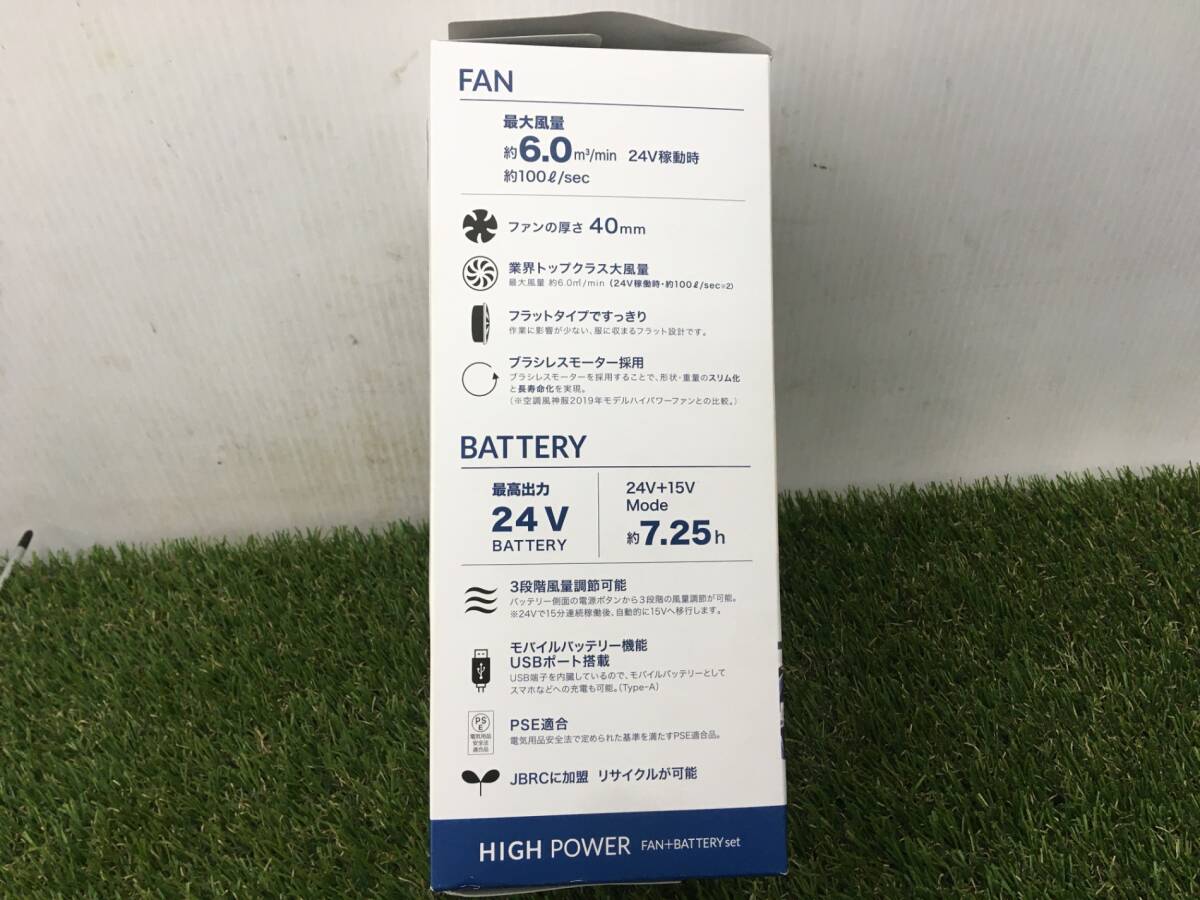 FAN
最大風量
約6.0m³/min 24V稼動時
約100ℓ/sec
ファンの厚さ 40mm
業界トップクラス大風量
最大風量 約6.0㎥/min (24V稼働時・約100ℓ/sec※2)
フラットタイプですっきり
作業に影響が少ない、服に収まるフラット設計です。
ブラシレスモーター採用
ブラシレスモーターを採用することで、形状・重量のスリム化
と長寿命化を実現。
(※空調風神服2019年モデルハイパワーファンとの比較。)
BATTERY
最高出力
24V
BATTERY
24V+15V
Mode
約7.25h
3段階風量調節可能
バッテリー側面の電源ボタンから3段階の風量調節が可能。
※24Vで15分連続稼働後、自動的に15Vへ移行します。
モバイルバッテリー機能
USBポート搭載
USB端子を内臓しているので、モバイルバッテリーとして
スマホなどへの充電も可能。(Type-A)
PS
E
電気用品
安全法
適合品
PSE適合
電気用品安全法で定められた基準を満たすPSE適合品。
JBRCに加盟 リサイクルが可能
HIGH POWER FAN+BATTERY set